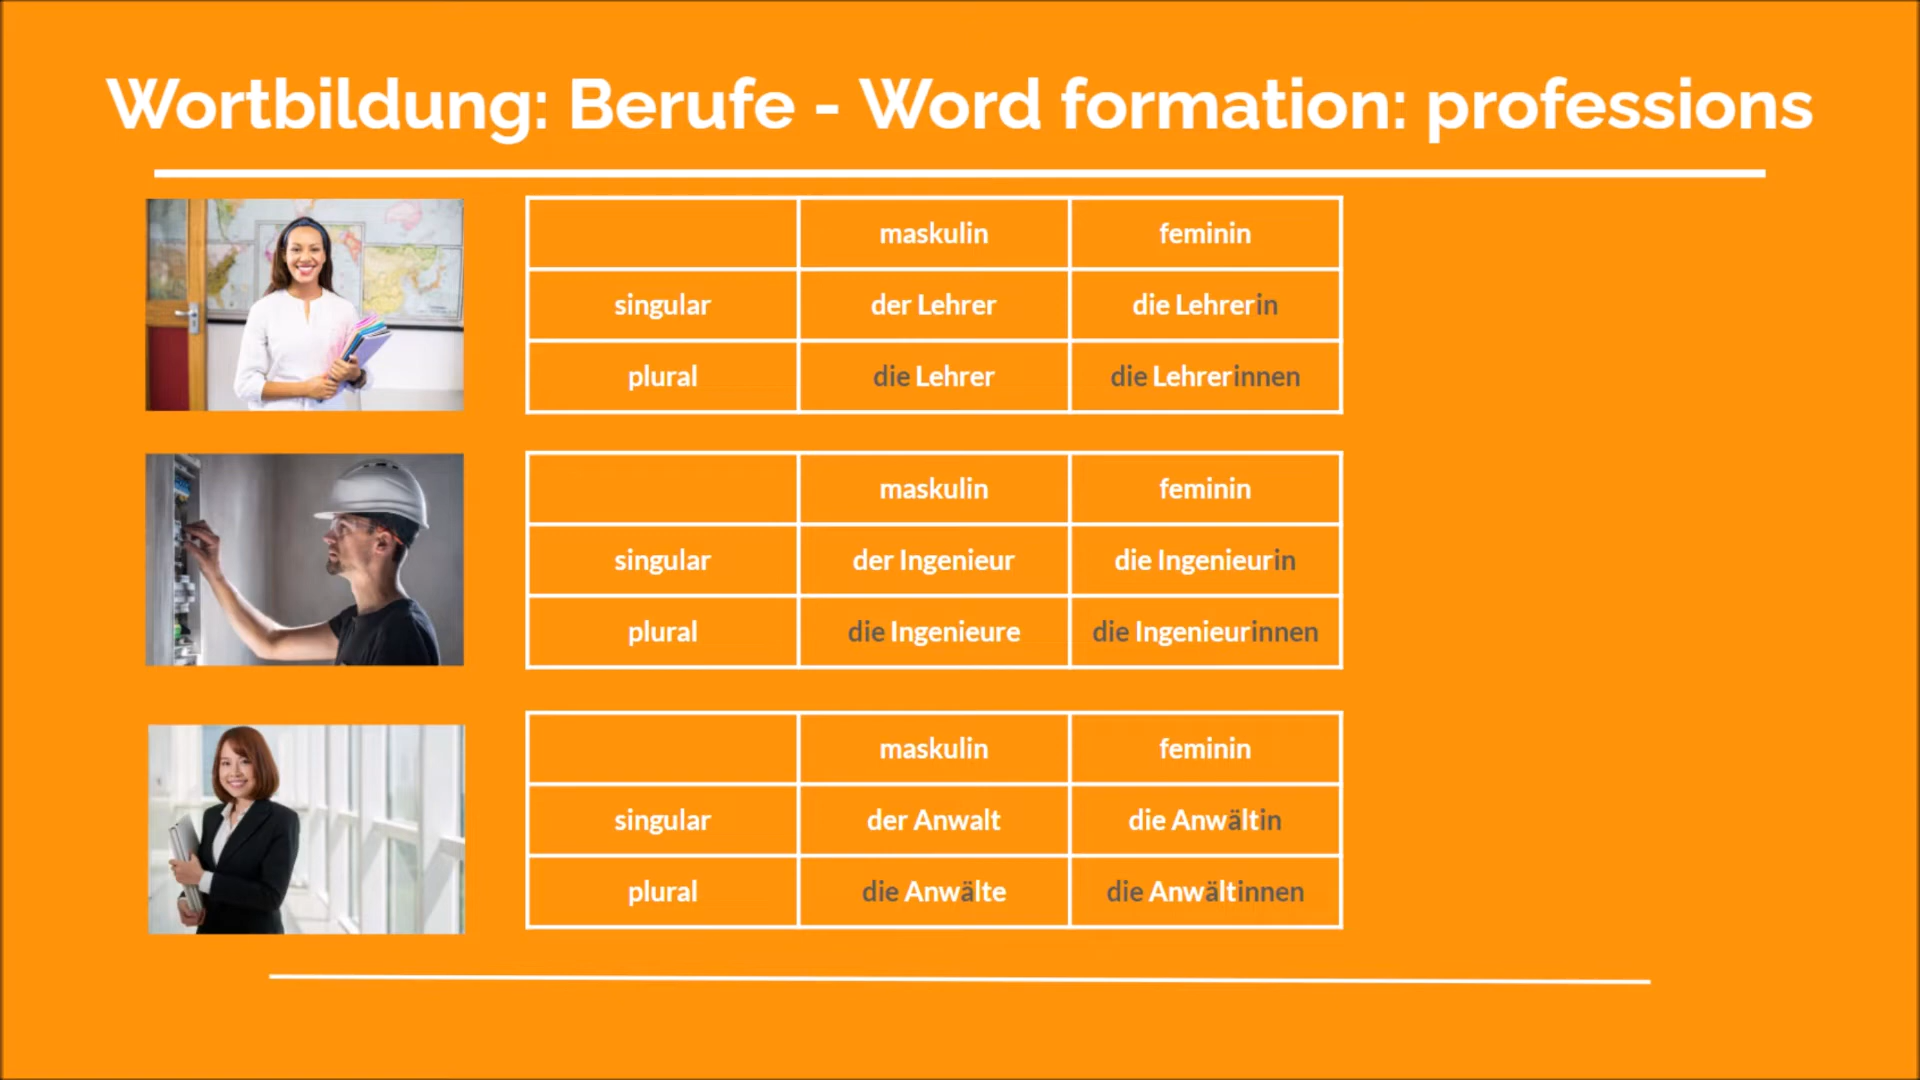 Wortbildung: Berufe - Word formation: professions
maskulin feminin
singular der Lehrer die Lehrerin
plural die Lehrer die Lehrerinnen
maskulin feminin
singular der Ingenieur die Ingenieurin
plural die Ingenieure die Ingenieurinnen
maskulin feminin
singular der Anwalt die Anwältin
plural die Anwälte die Anwältinnen